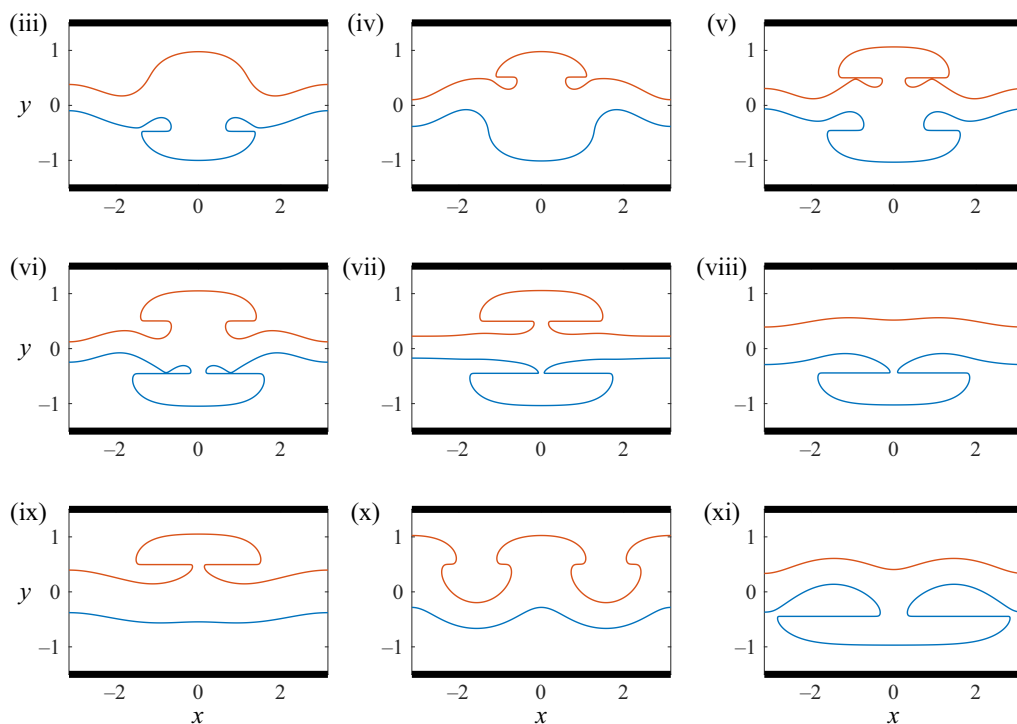 (iii) (iv) (v)
1 1 1
y 0 0 0
–1 –1 –1
–2 0 2 –2 0 2 –2 0 2
(vi) (vii) (viii)
1 1 1
y 0 0 0
–1 –1 –1
–2 0 2 –2 0 2 –2 0 2
(ix) (x) (xi)
1 1 1
y 0 0 0
–1 –1 –1
–2 0 2 –2 0 2 –2 0 2
x x x